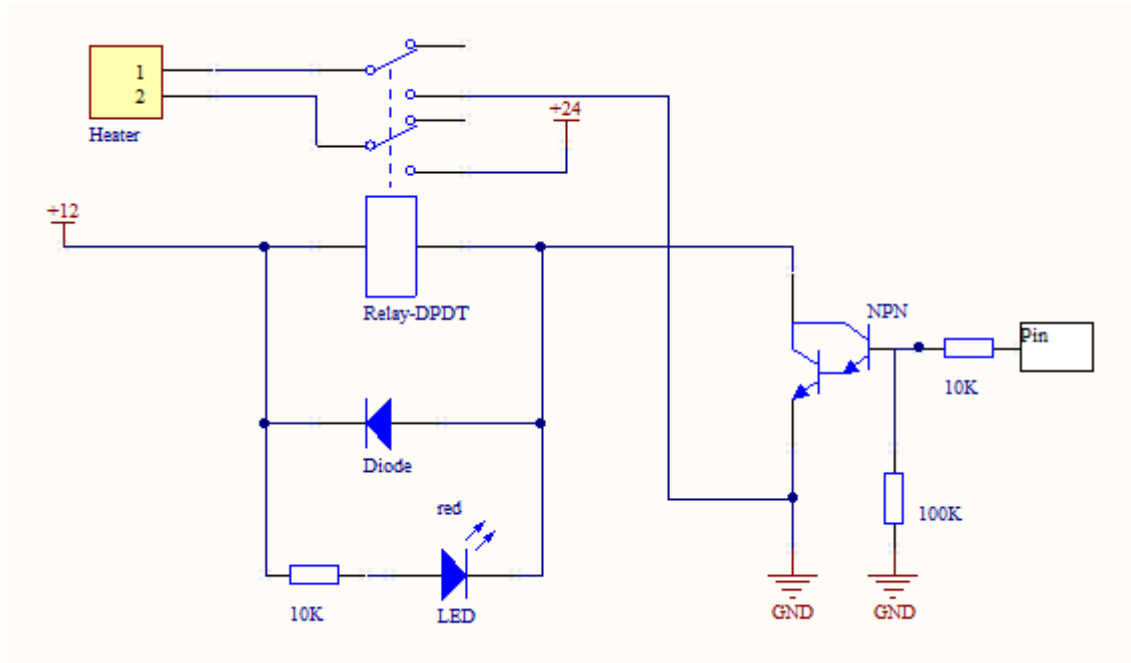 1
2
Heater
+24
+12
Relay-DPDT
NPN
Pin
10K
Diode
red
100K
10K
LED
GND
GND